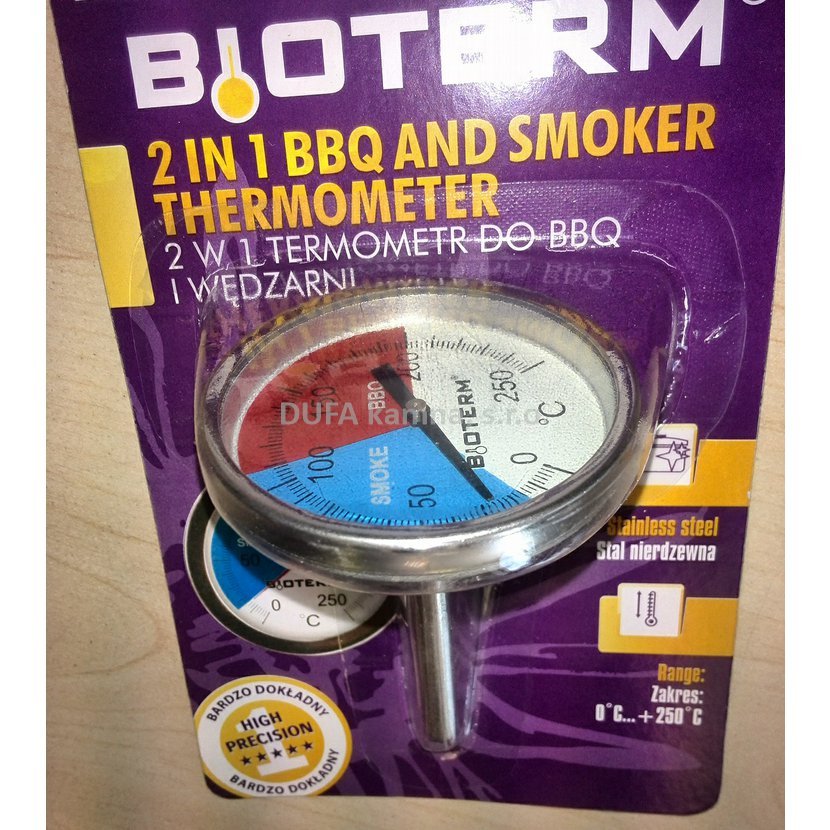 BIOTERM®
2 IN 1 BBQ AND SMOKER
THERMOMETER
2 W 1 TERMOMETR DO BBQ
I WĘDZARNI
200
250
°C
BBQ
DUFA kamna s.r.o.
BIOTERM®
100
SMOKE
50
0
Stainless steel
Stal nierdzewna
BIOTERM
0
250
°C
Range:
Zakres:
0°C...+250°C
BARDZO DOKŁADNY
HIGH
PRECISION
BARDZO DOKŁADNY